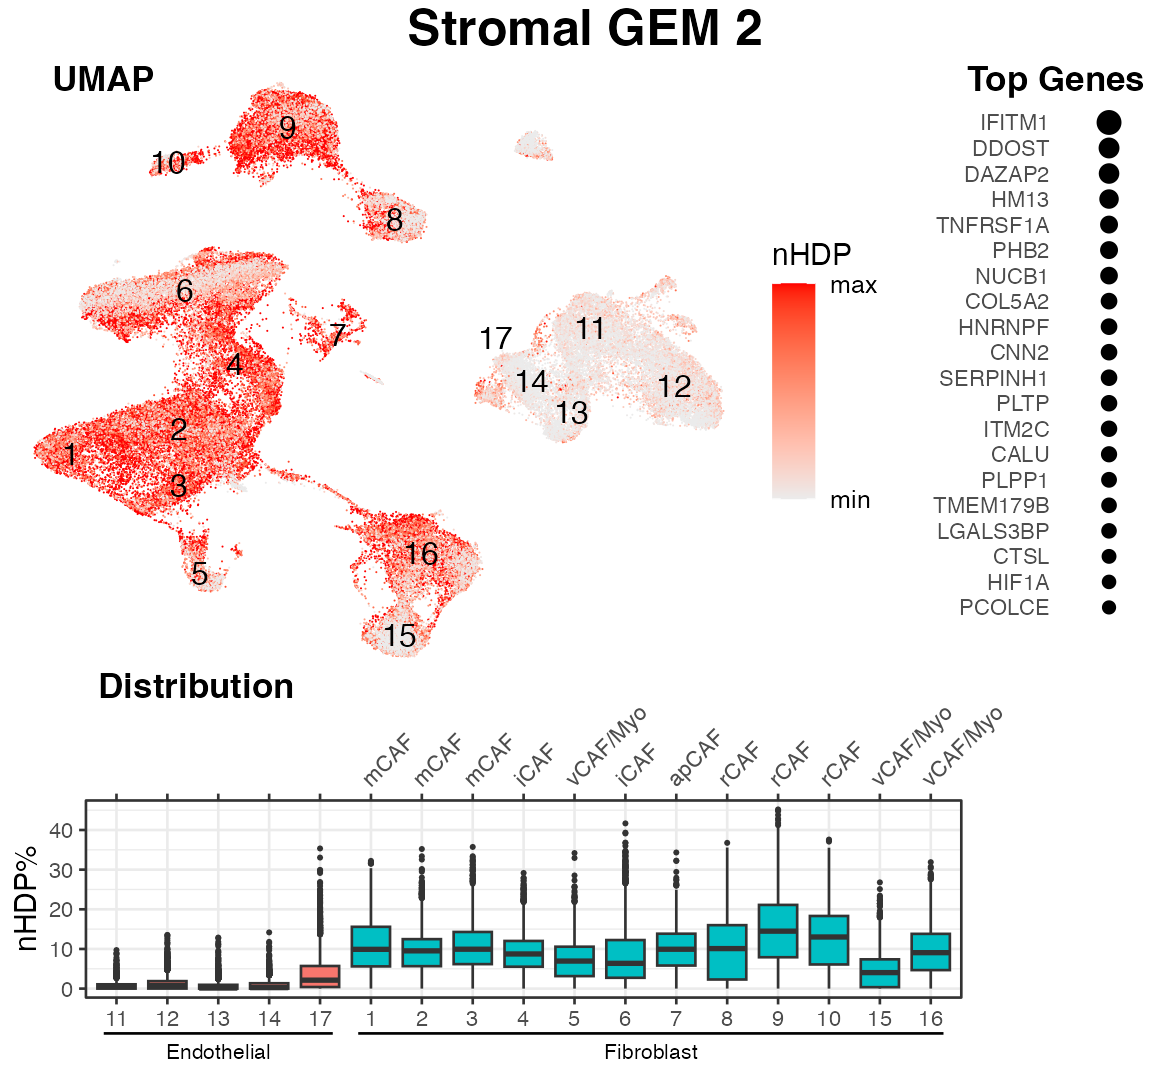 Stromal GEM 2
UMAP
9
10
8
6
7
4
2
1
3
5
16
15
17
11
14
12
13
nHDP
max
min
Top Genes
IFITM1
DDOST
DAZAP2
HM13
TNFRSF1A
PHB2
NUCB1
COL5A2
HNRNPF
CNN2
SERPINH1
PLTP
ITM2C
CALU
PLPP1
TMEM179B
LGALS3BP
CTSL
HIF1A
PCOLCE
Distribution
mCAF mCAF mCAF iCAF vCAF/Myo iCAF apCAF rCAF rCAF rCAF vCAF/Myo vCAF/Myo
nHDP%
40
30
20
10
0
11 12 13 14 17 1 2 3 4 5 6 7 8 9 10 15 16
Endothelial Fibroblast